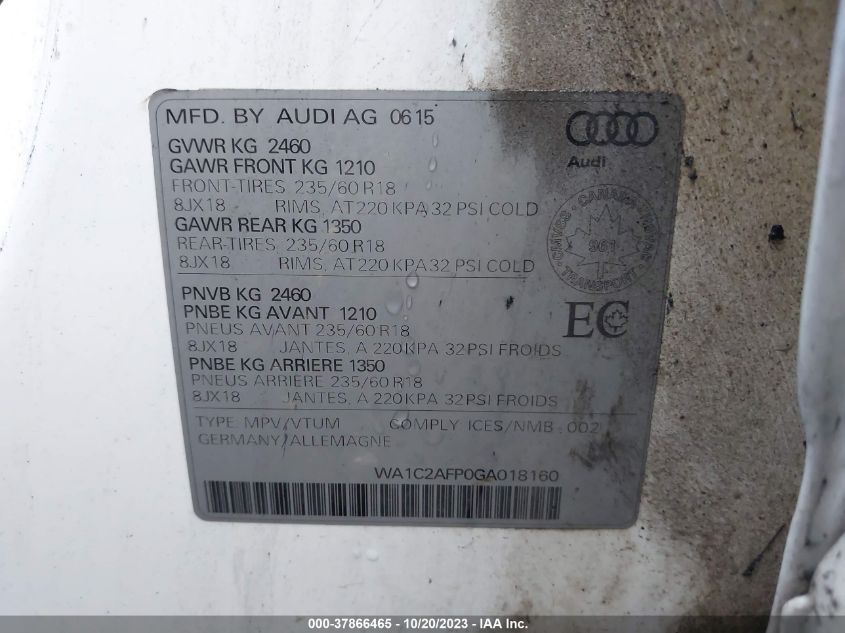 MFD. BY AUDI AG 0615
Audi
GVWR KG 2460
GAWR FRONT KG 1210
FRONT-TIRES 235/60 R18
8JX18 RIMS, AT 220 KPA 32 PSI COLD
GAWR REAR KG 1350
REAR-TIRES 235/60 R18
8JX18 RIMS, AT 220 KPA 32 PSI COLD
CANADA
TRANSPORT
961
PNVB KG 2460
PNBE KG AVANT 1210
PNEUS AVANT 235/60 R18
8JX18 JANTES, A 220 KPA 32 PSI FROIDS
EC
PNBE KG ARRIERE 1350
PNEUS ARRIERE 235/60 R18
8JX18 JANTES, A 220 KPA 32 PSI FROIDS
TYPE: MPV/VTUM COMPLY ICES/NMB-002
GERMANY/ALLEMAGNE
WA1C2AFP0GA018160
000-37866465 - 10/20/2023 - © IAA, Inc.